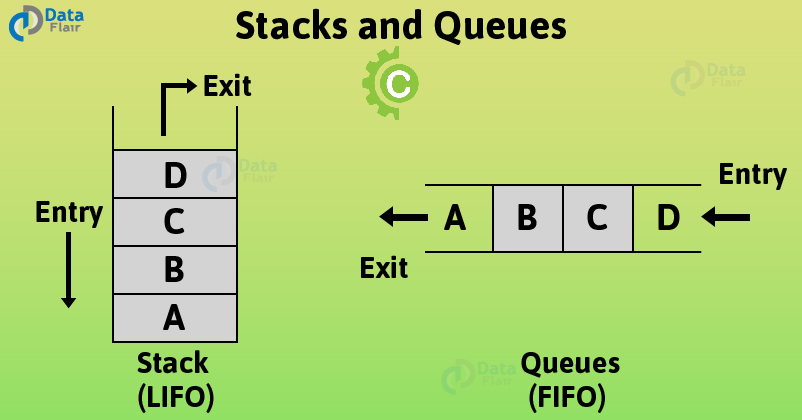 Data
Flair
Stacks and Queues
C
Data
Flair
Exit
D
Data
Flair
C
Entry
B
A
Stack
(LIFO)
Entry
A B C D
Exit
Data
Flair
Queues
(FIFO)